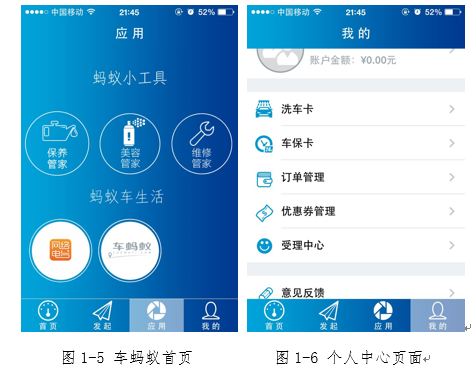 中国移动 21:45 52%
应用
蚂蚁小工具
保养管家
美容管家
维修管家
蚂蚁车生活
网络电台
车蚂蚁
首页 发起 应用 我的
图 1-5 车蚂蚁首页
中国移动 21:45 52%
我的
账户金额：¥0.00元
洗车卡
车保卡
订单管理
优惠券管理
受理中心
意见反馈
首页 发起 应用 我的
图 1-6 个人中心页面